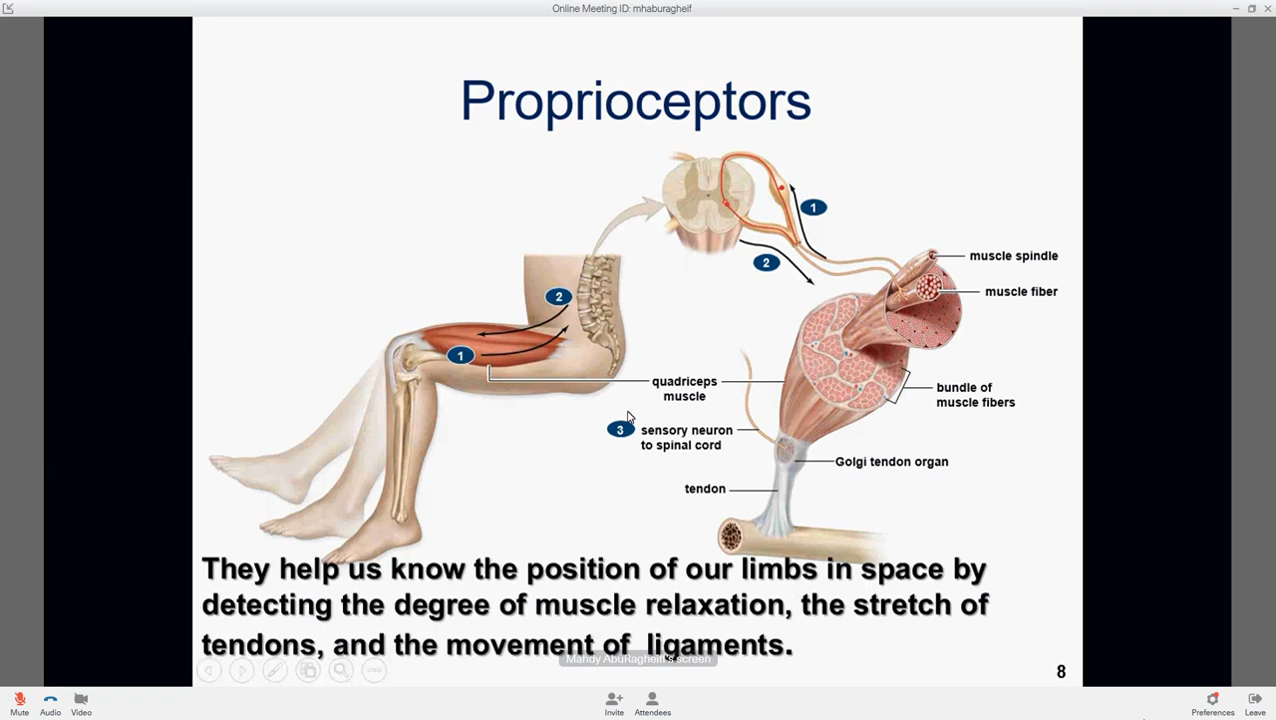 Online Meeting ID: mhaburagheif
Proprioceptors
1
2
muscle spindle
muscle fiber
2
1
quadriceps
muscle
bundle of
muscle fibers
3 sensory neuron
to spinal cord
Golgi tendon organ
tendon
They help us know the position of our limbs in space by
detecting the degree of muscle relaxation, the stretch of
tendons, and the movement of ligaments.
screen
8
Mute Audio Video Invite Attendees Preferences Leave